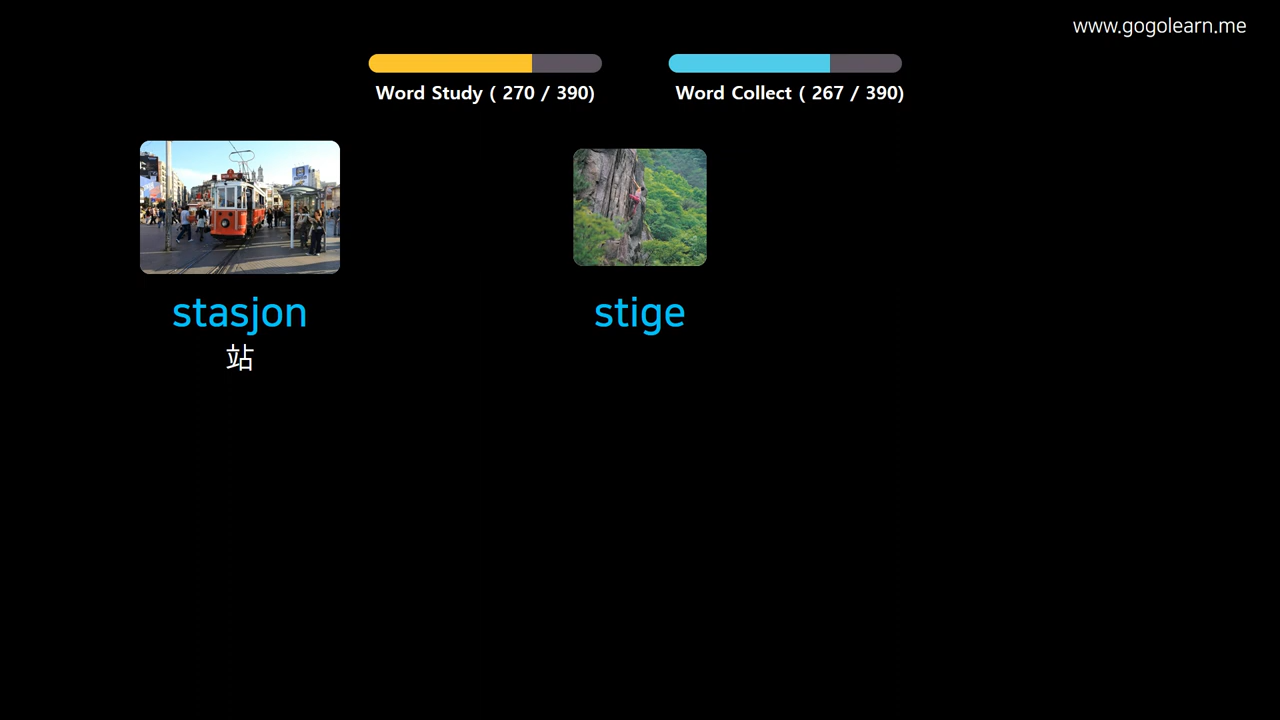 www.gogolearn.me
Word Study ( 270 / 390)
Word Collect ( 267 / 390)
stasjon
站
stige